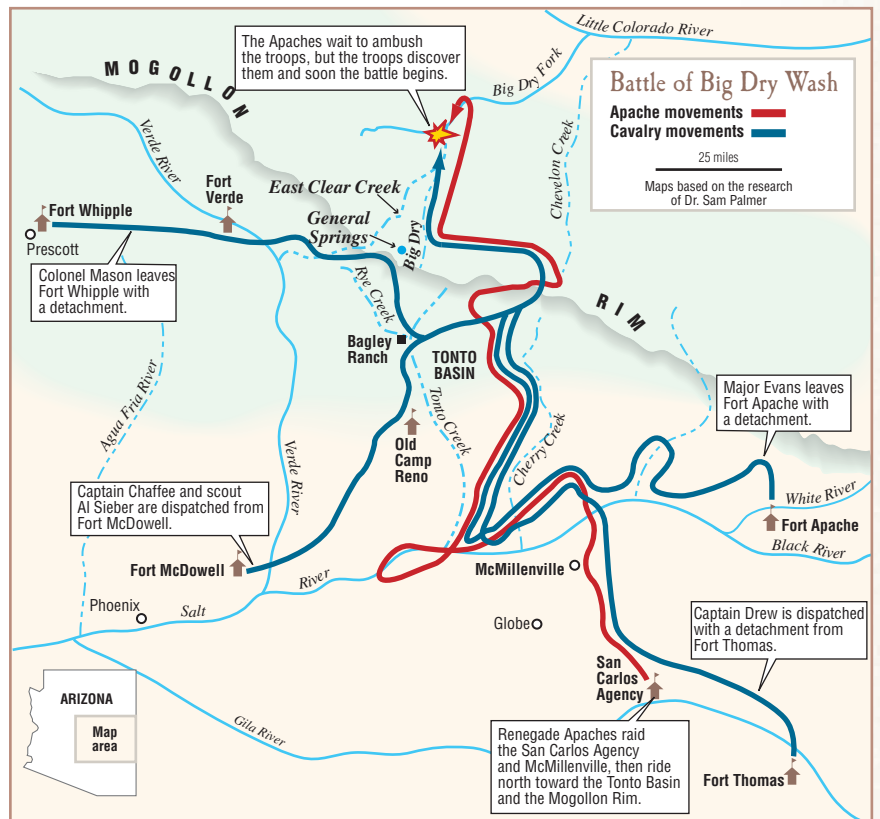 Little Colorado River
The Apaches wait to ambush
the troops, but the troops discover
them and soon the battle begins.
MOGOLLON
Big Dry Fork
Battle of Big Dry Wash
Apache movements
Cavalry movements
25 miles
Maps based on the research
of Dr. Sam Palmer
Chevelon Creek
Verde River
Fort
Verde
East Clear Creek
General
Springs
Big Dry
Fort Whipple
Prescott
Colonel Mason leaves
Fort Whipple with
a detachment.
Rye Creek
RIM
Bagley
Ranch
TONTO
BASIN
Agua Fria River
Tonto Creek
Major Evans leaves
Fort Apache with
a detachment.
Old
Camp
Reno
Cherry Creek
Verde River
Captain Chaffee and scout
Al Sieber are dispatched from
Fort McDowell.
White River
Fort Apache
Black River
Fort McDowell
McMillenville
River
Salt
Phoenix
Globe
Captain Drew is dispatched
with a detachment from
Fort Thomas.
San
Carlos
Agency
ARIZONA
Map
area
Gila River
Renegade Apaches raid
the San Carlos Agency
and McMillenville, then ride
north toward the Tonto Basin
and the Mogollon Rim.
Fort Thomas